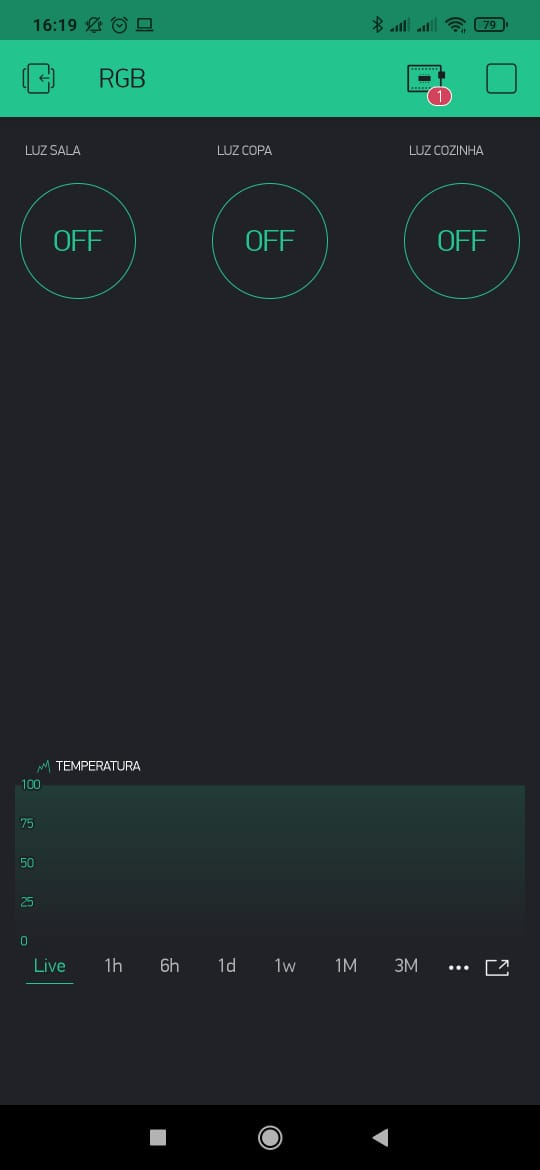 16:19 79
RGB 1
LUZ SALA LUZ COPA LUZ COZINHA
OFF OFF OFF
TEMPERATURA
100
75
50
25
0
Live 1h 6h 1d 1w 1M 3M